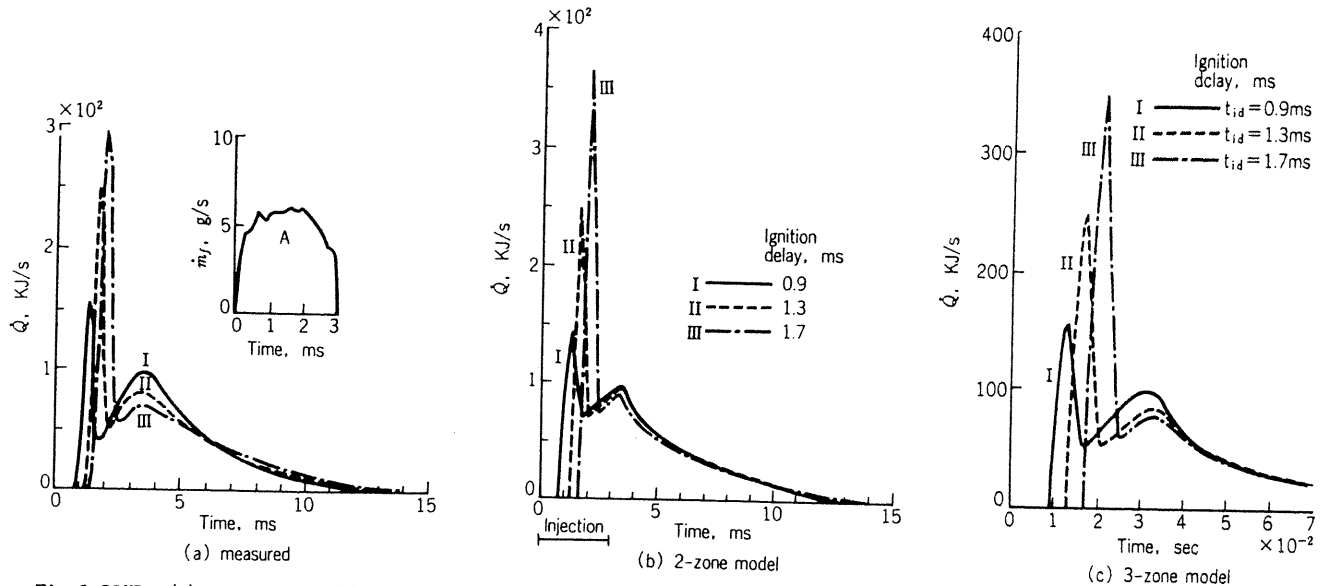 ×10²
3
2
1
0
Q̇, KJ/s
0 5 10 15
Time, ms
(a) measured
I
II
III
10
5
0
ṁf, g/s
A
0 1 2 3
Time, ms
×10²
4
3
2
1
0
Q̇, KJ/s
I
II
III
Ignition
delay, ms
I 0.9
II 1.3
III 1.7
0 5 10 15
Time, ms
Injection
(b) 2-zone model
400
300
200
100
0
Q̇, KJ/s
I
II
III
Ignition
dclay, ms
I tid=0.9ms
II tid=1.3ms
III tid=1.7ms
0 1 2 3 4 5 6 7
Time, sec ×10⁻²
(c) 3-zone model